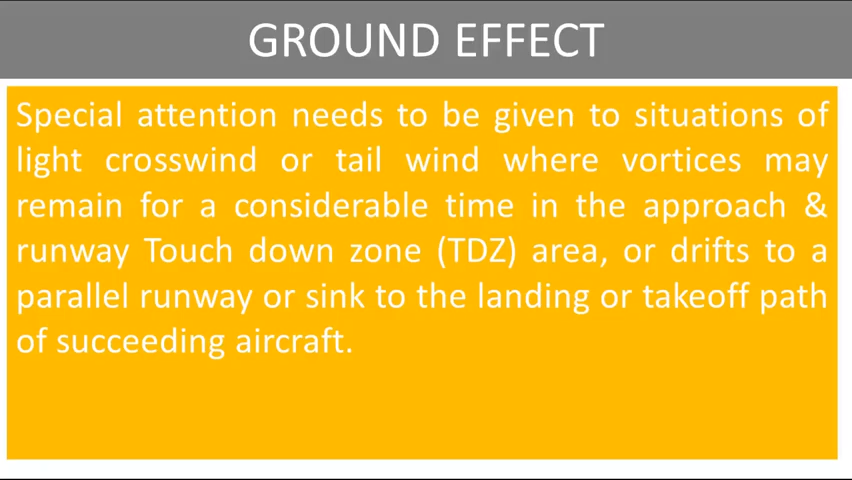 GROUND EFFECT
Special attention needs to be given to situations of
light crosswind or tail wind where vortices may
remain for a considerable time in the approach &
runway Touch down zone (TDZ) area, or drifts to a
parallel runway or sink to the landing or takeoff path
of succeeding aircraft.